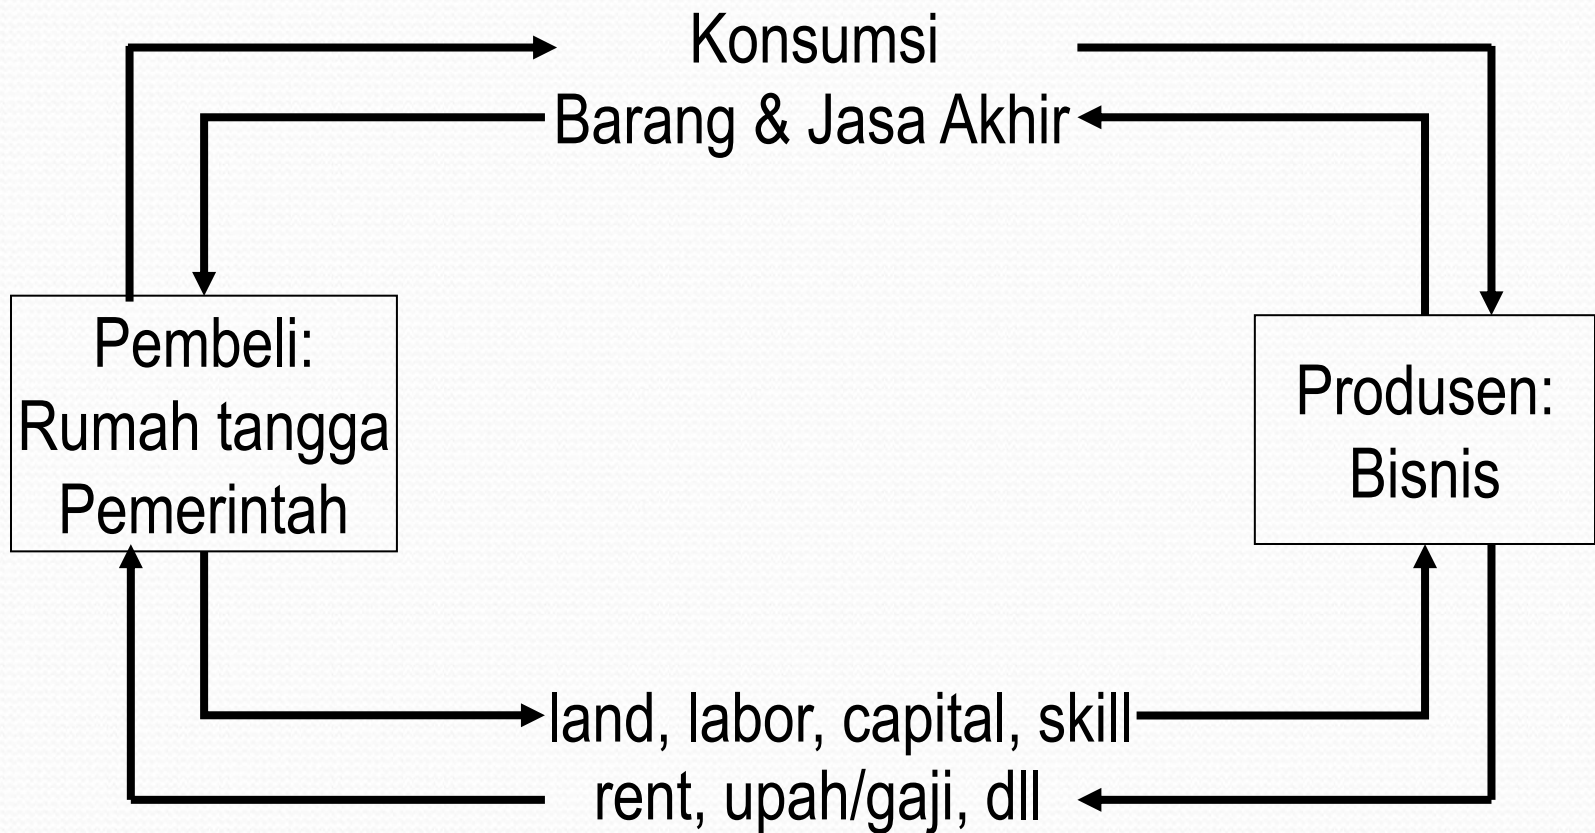 Konsumsi
Barang & Jasa Akhir
Pembeli:
Rumah tangga
Pemerintah
Produsen:
Bisnis
land, labor, capital, skill
rent, upah/gaji, dll